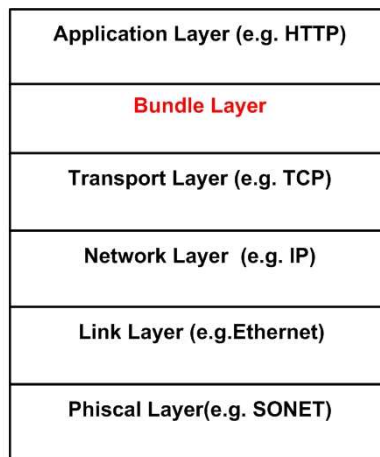 Application Layer (e.g. HTTP)
Bundle Layer
Transport Layer (e.g. TCP)
Network Layer (e.g. IP)
Link Layer (e.g.Ethernet)
Phiscal Layer(e.g. SONET)